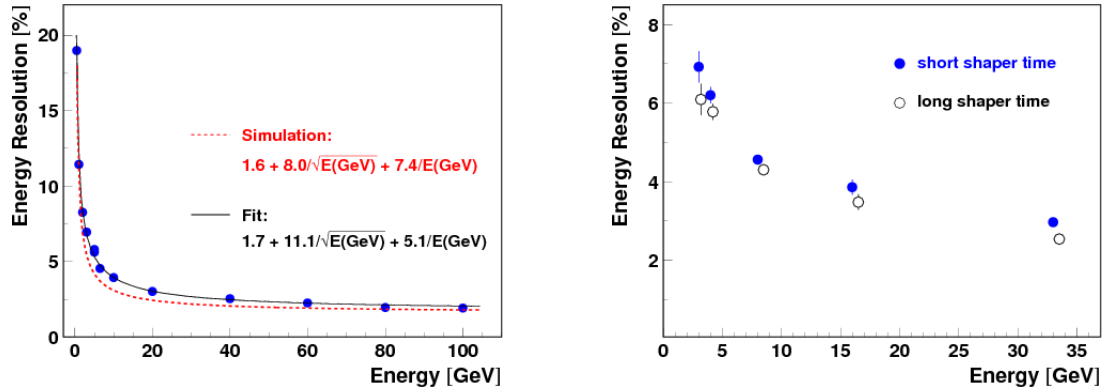 Energy Resolution [%]
20
15
10
5
0
Simulation:
1.6 + 8.0/√E(GeV) + 7.4/E(GeV)
Fit:
1.7 + 11.1/√E(GeV) + 5.1/E(GeV)
0 20 40 60 80 100
Energy [GeV]
Energy Resolution [%]
8
6
4
2
short shaper time
long shaper time
0 5 10 15 20 25 30 35
Energy [GeV]